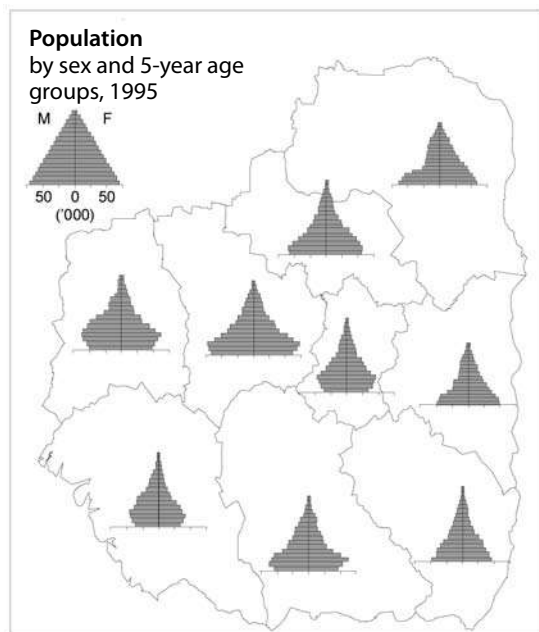 Population
by sex and 5-year age
groups, 1995
M F
50 0 50
('000)